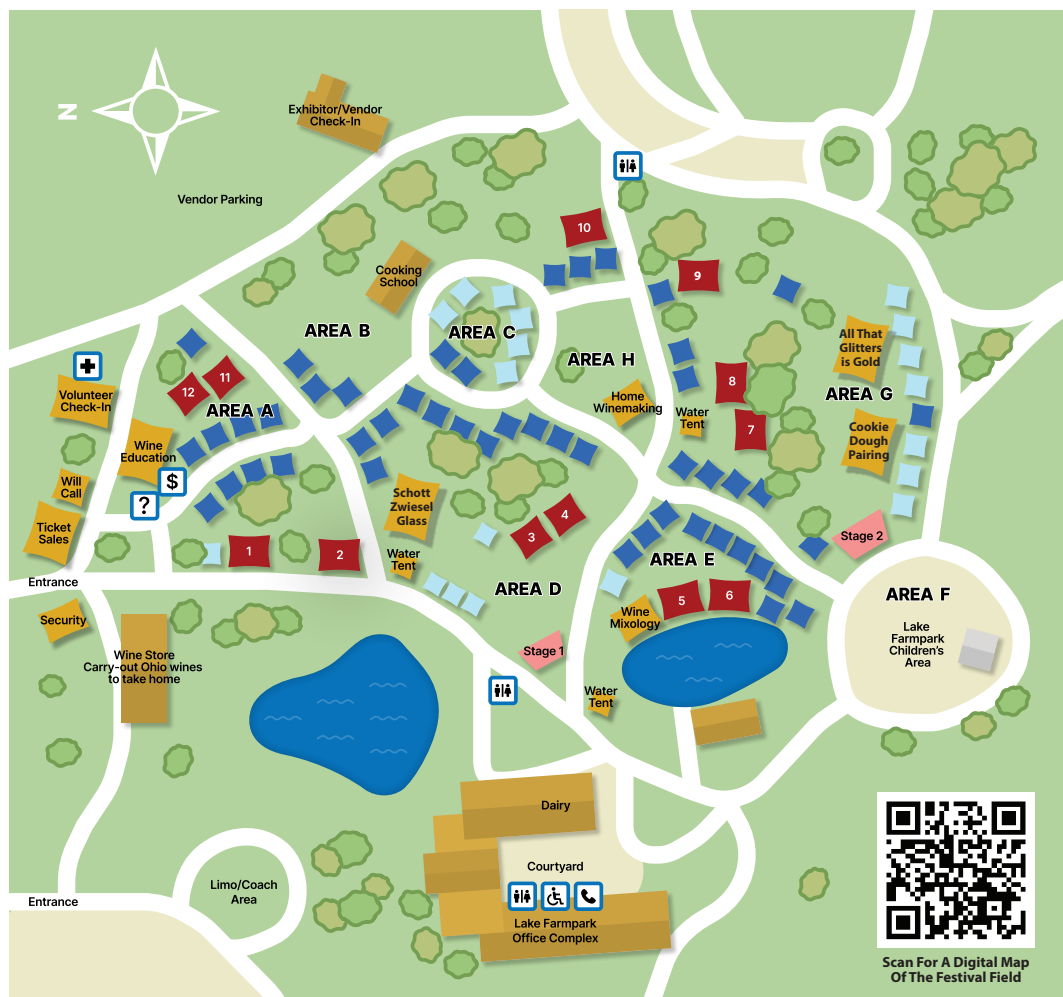 N
Exhibitor/Vendor
Check-In
Vendor Parking
10
Cooking
School
9
AREA B
AREA C
AREA H
All That
Glitters
is Gold
AREA G
Volunteer
Check-In
12
11
AREA A
Home
Winemaking
Water
Tent
8
7
Cookie
Dough
Pairing
Wine
Education
$
?
Will
Call
Ticket
Sales
Schott
Zwiesel
Glass
4
3
Stage 2
1
2
Water
Tent
AREA E
Entrance
AREA D
5
6
AREA F
Security
Wine
Mixology
Lake
Farmpark
Children's
Area
Wine Store
Carry-out Ohio wines
to take home
Stage 1
Water
Tent
Dairy
Courtyard
Limo/Coach
Area
Entrance
Lake Farmpark
Office Complex
Scan For A Digital Map
Of The Festival Field